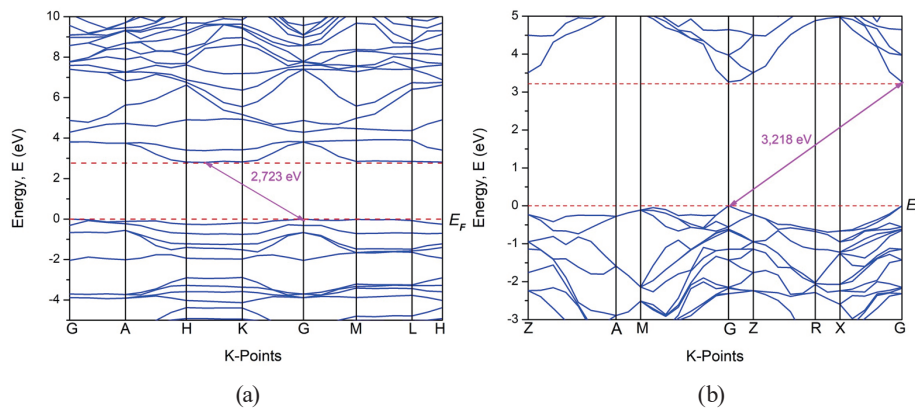 10
8
6
4
2
0
-4
Energy, E (eV)
2,723 eV
E_F
G A H K G M L H
K-Points
(a)
5
4
3
2
1
0
-1
-2
-3
Energy, E (eV)
3,218 eV
E
Z A M G Z R X G
K-Points
(b)